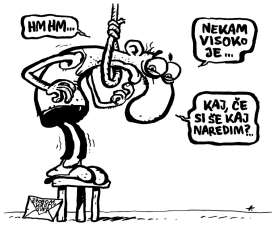 HM HM...
NEKAM
VISOKO
JE...
KAJ, ČE
SI ŠE KAJ
NAREDIM?..